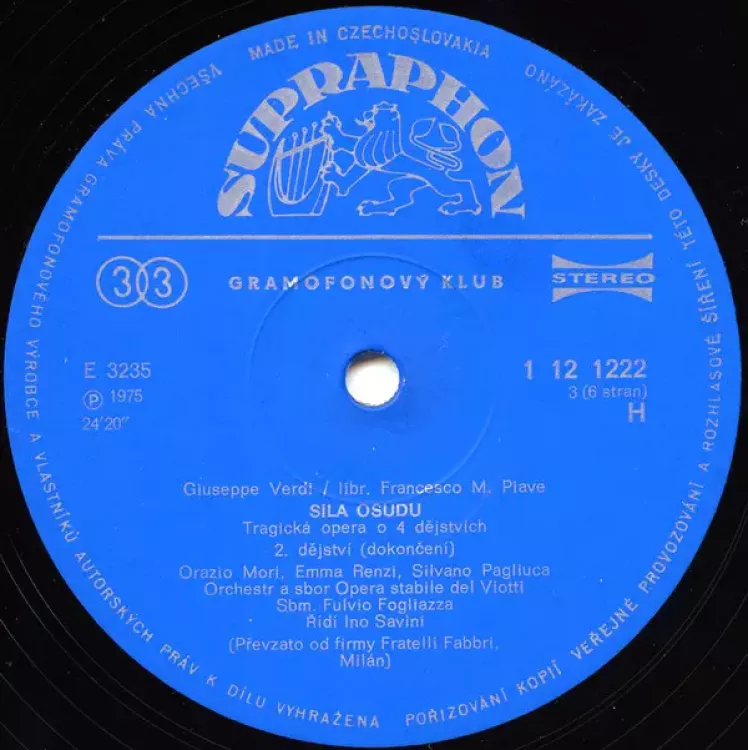 MADE IN CZECHOSLOVAKIA
VŠECHNA PRÁVA GRAMOFONOVÉHO VÝROBCE A VLASTNÍKŮ AUTORSKÝCH PRÁV K DÍLU VYHRAŽENA POŘIZOVÁNÍ KOPIÍ VEŘEJNÉ PROVOZOVÁNÍ A ROZHLASOVÉ ŠÍŘENÍ TÉTO DESKY JE ZAKÁZÁNO
SUPRAPHON
33 GRAMOFONOVÝ KLUB STEREO
E 3235 1 12 1222
Ⓟ 1975 3 (6 stran)
24'20" H
Giuseppe Verdi / libr. Francesco M. Piave
SÍLA OSUDU
Tragická opera o 4 dějstvích
2. dějství (dokončení)
Orazio Mori, Emma Renzi, Silvano Pagliuca
Orchestr a sbor Opera stabile del Viotti
Sbm. Fulvio Fogliazza
Řídí Ino Savini
(Převzato od firmy Fratelli Fabbri,
Milán)